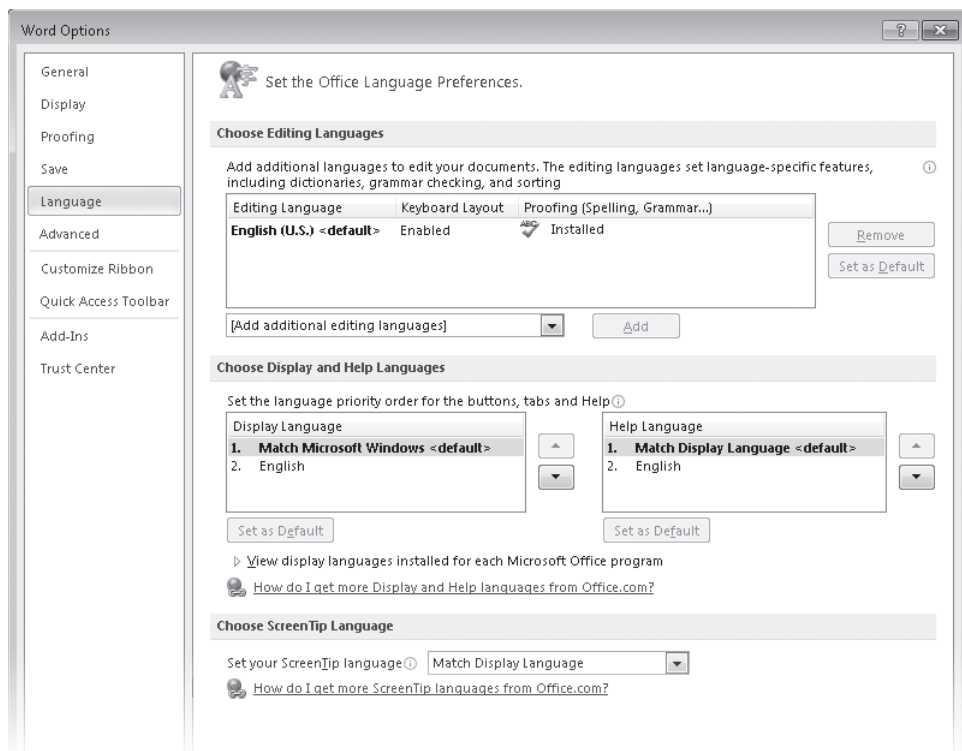 Word Options
General
Display
Proofing
Save
Language
Advanced
Customize Ribbon
Quick Access Toolbar
Add-Ins
Trust Center
Set the Office Language Preferences.
Choose Editing Languages
Add additional languages to edit your documents. The editing languages set language-specific features,
including dictionaries, grammar checking, and sorting
Editing Language Keyboard Layout Proofing (Spelling, Grammar...)
English (U.S.) <default> Enabled ABC Installed
Remove
Set as Default
[Add additional editing languages] Add
Choose Display and Help Languages
Set the language priority order for the buttons, tabs and Help
Display Language
1. Match Microsoft Windows <default>
2. English
Set as Default
Help Language
1. Match Display Language <default>
2. English
Set as Default
View display languages installed for each Microsoft Office program
How do I get more Display and Help languages from Office.com?
Choose ScreenTip Language
Set your ScreenTip language Match Display Language
How do I get more ScreenTip languages from Office.com?